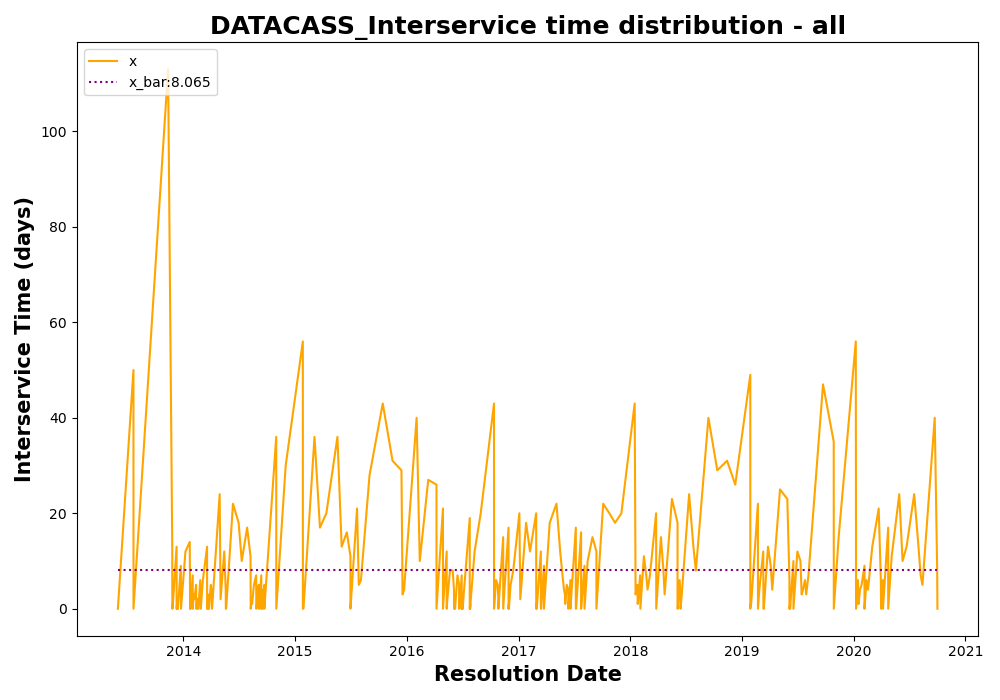 DATACASS_Interservice time distribution - all
x
x_bar:8.065
Interservice Time (days)
100
80
60
40
20
0
2014 2015 2016 2017 2018 2019 2020 2021
Resolution Date